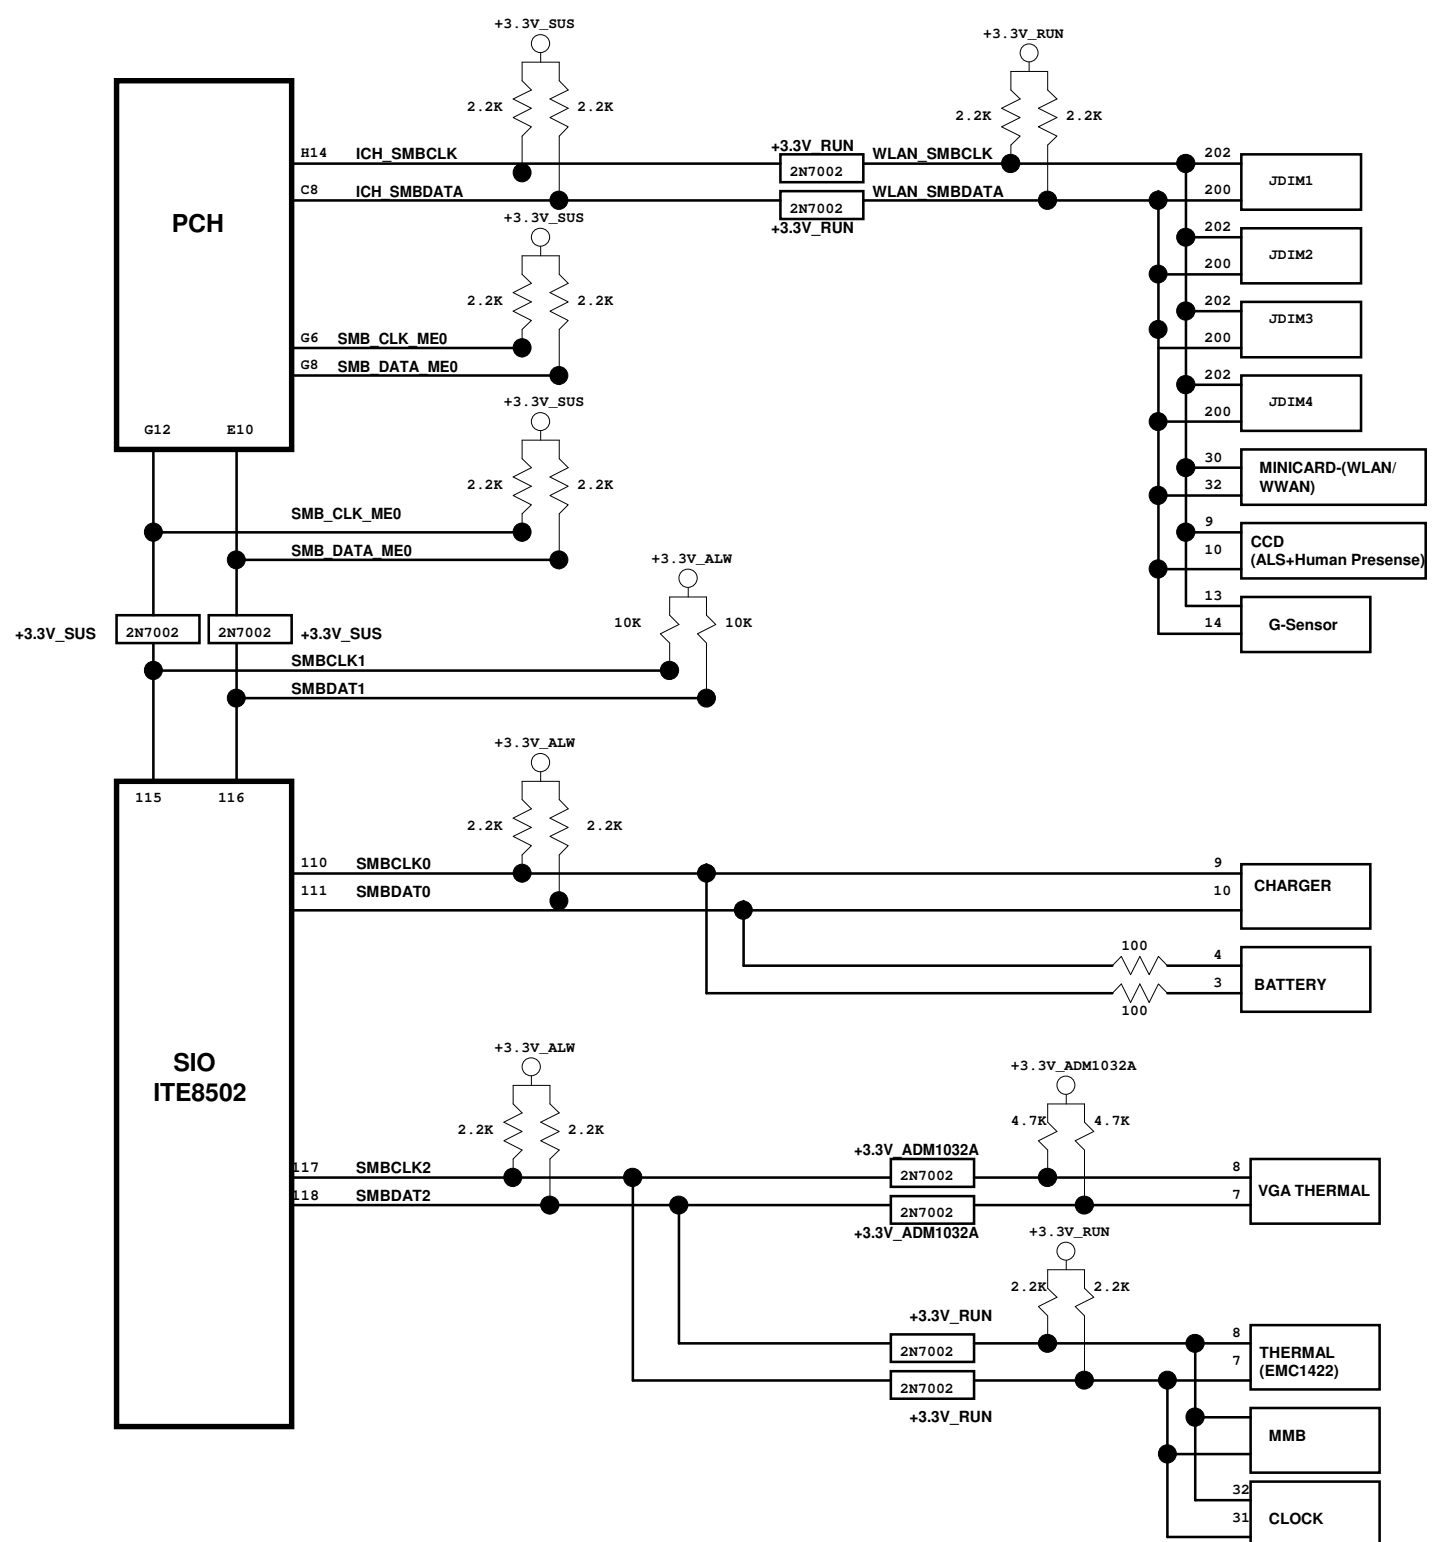 +3.3V_SUS
+3.3V_RUN
2.2K
2.2K
2.2K
2.2K
H14 ICH_SMBCLK
+3.3V_RUN
2N7002
WLAN_SMBCLK
202
JDIM1
C8 ICH_SMBDATA
2N7002
+3.3V_RUN
WLAN_SMBDATA
200
PCH
+3.3V_SUS
202
JDIM2
200
2.2K
2.2K
202
JDIM3
200
G6 SMB_CLK_ME0
G8 SMB_DATA_ME0
202
JDIM4
200
+3.3V_SUS
G12
E10
2.2K
2.2K
30
MINICARD-(WLAN/
WWAN)
32
SMB_CLK_ME0
SMB_DATA_ME0
9
CCD
(ALS+Human Presense)
10
+3.3V_ALW
10K
10K
13
G-Sensor
14
+3.3V_SUS
2N7002
2N7002
+3.3V_SUS
SMBCLK1
SMBDAT1
+3.3V_ALW
115
116
2.2K
2.2K
110 SMBCLK0
9
CHARGER
111 SMBDAT0
10
100
4
BATTERY
3
100
SIO
ITE8502
+3.3V_ALW
+3.3V_ADM1032A
2.2K
2.2K
4.7K
4.7K
117 SMBCLK2
+3.3V_ADM1032A
2N7002
8
VGA THERMAL
118 SMBDAT2
2N7002
+3.3V_ADM1032A
7
+3.3V_RUN
2.2K
2.2K
+3.3V_RUN
2N7002
8
THERMAL
(EMC1422)
7
2N7002
+3.3V_RUN
MMB
32
CLOCK
31